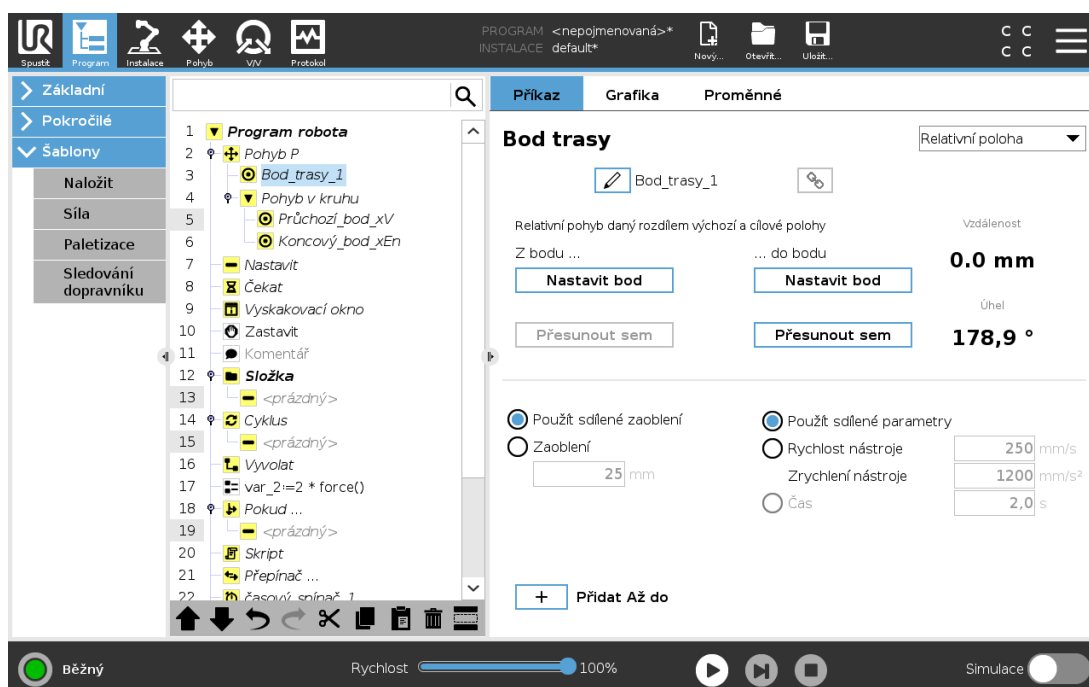 PROGRAM <nepojmenovaná>*
INSTALACE default*
UR
Spustit
Program
Instalace
Pohyb
V/V
Protokol
Nový...
Otevřít...
Uložit...
C C
C C
Základní
Pokročilé
Šablony
Naložit
Síla
Paletizace
Sledování
dopravníku
1 Program robota
2 Pohyb P
3 Bod_trasy_1
4 Pohyb v kruhu
5 Průchozí_bod_xV
6 Koncový_bod_xEn
7 Nastavit
8 Čekat
9 Vyskakovací okno
10 Zastavit
11 Komentář
12 Složka
13 <prázdný>
14 Cyklus
15 <prázdný>
16 Vyvolat
17 var_2:=2 * force()
18 Pokud ...
19 <prázdný>
20 Skript
21 Přepínač ...
22 časový_spínač_1
Příkaz
Grafika
Proměnné
Bod trasy
Relativní poloha
Bod_trasy_1
Relativní pohyb daný rozdílem výchozí a cílové polohy
Vzdálenost
Z bodu ...
... do bodu
0.0 mm
Nastavit bod
Nastavit bod
Úhel
Přesunout sem
Přesunout sem
178,9 °
Použít sdílené zaoblení
Zaoblení
25 mm
Použít sdílené parametry
Rychlost nástroje 250 mm/s
Zrychlení nástroje 1200 mm/s²
Čas 2,0 s
+ Přidat Až do
Běžný
Rychlost 100%
Simulace